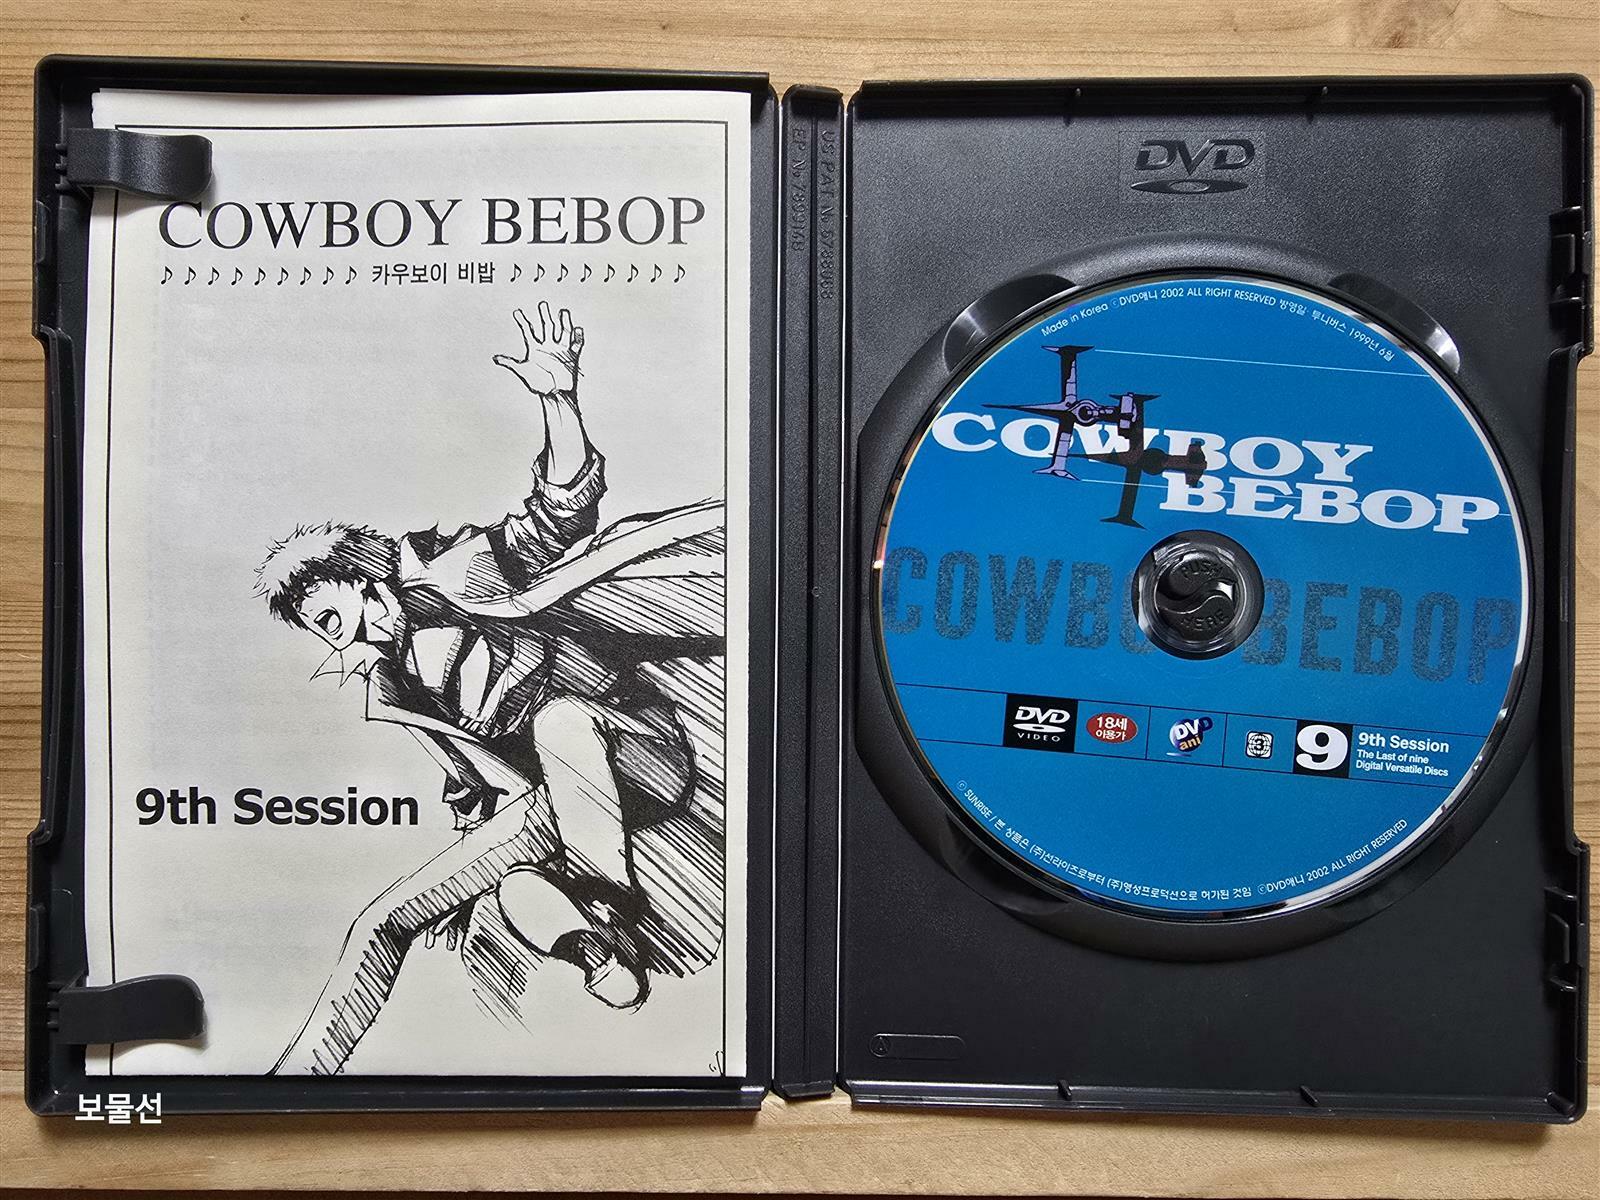 COWBOY BEBOP
♪♪♪♪♪♪♪♪♪ 카우보이 비밥 ♪♪♪♪♪♪♪♪
9th Session
보물선
US PAT № 5788068
DVD
Made in Korea ⓒDVD애니 2002 ALL RIGHT RESERVED 방영일 투니버스 1999년 6월
COWBOY
BEBOP
COWBOY BEBOP
PUSH
HERE
DVD
VIDEO
18세
이용가
DVD
ani
9
9th Session
The Last of nine
Digital Versatile Discs
ⓒSUNRISE / 본 상품은 (주)선라이즈로부터 (주)영성프로덕션으로 허가된 것임 ⓒDVD애니 2002 ALL RIGHT RESERVED